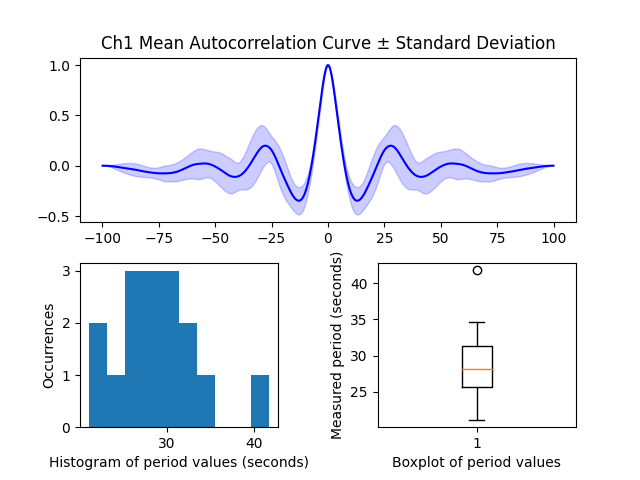 Ch1 Mean Autocorrelation Curve ± Standard Deviation
1.0
0.5
0.0
−0.5
−100 −75 −50 −25 0 25 50 75 100
Occurrences
3
2
1
0
30 40
Histogram of period values (seconds)
Measured period (seconds)
40
35
30
25
1
Boxplot of period values